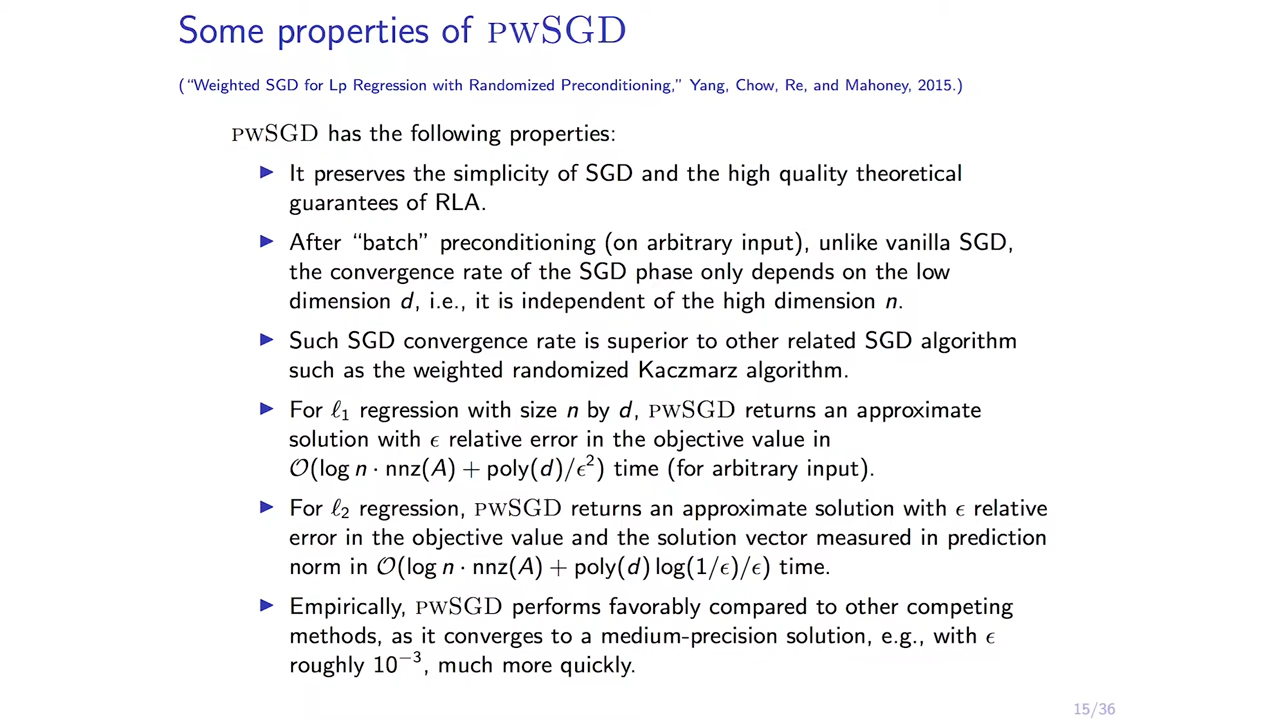 Some properties of PWSGD
(“Weighted SGD for Lp Regression with Randomized Preconditioning,” Yang, Chow, Re, and Mahoney, 2015.)
PWSGD has the following properties:
▶ It preserves the simplicity of SGD and the high quality theoretical
guarantees of RLA.
▶ After “batch” preconditioning (on arbitrary input), unlike vanilla SGD,
the convergence rate of the SGD phase only depends on the low
dimension d, i.e., it is independent of the high dimension n.
▶ Such SGD convergence rate is superior to other related SGD algorithm
such as the weighted randomized Kaczmarz algorithm.
▶ For ℓ₁ regression with size n by d, PWSGD returns an approximate
solution with ϵ relative error in the objective value in
𝒪(log n · nnz(A) + poly(d)/ϵ²) time (for arbitrary input).
▶ For ℓ₂ regression, PWSGD returns an approximate solution with ϵ relative
error in the objective value and the solution vector measured in prediction
norm in 𝒪(log n · nnz(A) + poly(d) log(1/ϵ)/ϵ) time.
▶ Empirically, PWSGD performs favorably compared to other competing
methods, as it converges to a medium-precision solution, e.g., with ϵ
roughly 10⁻³, much more quickly.
15/36